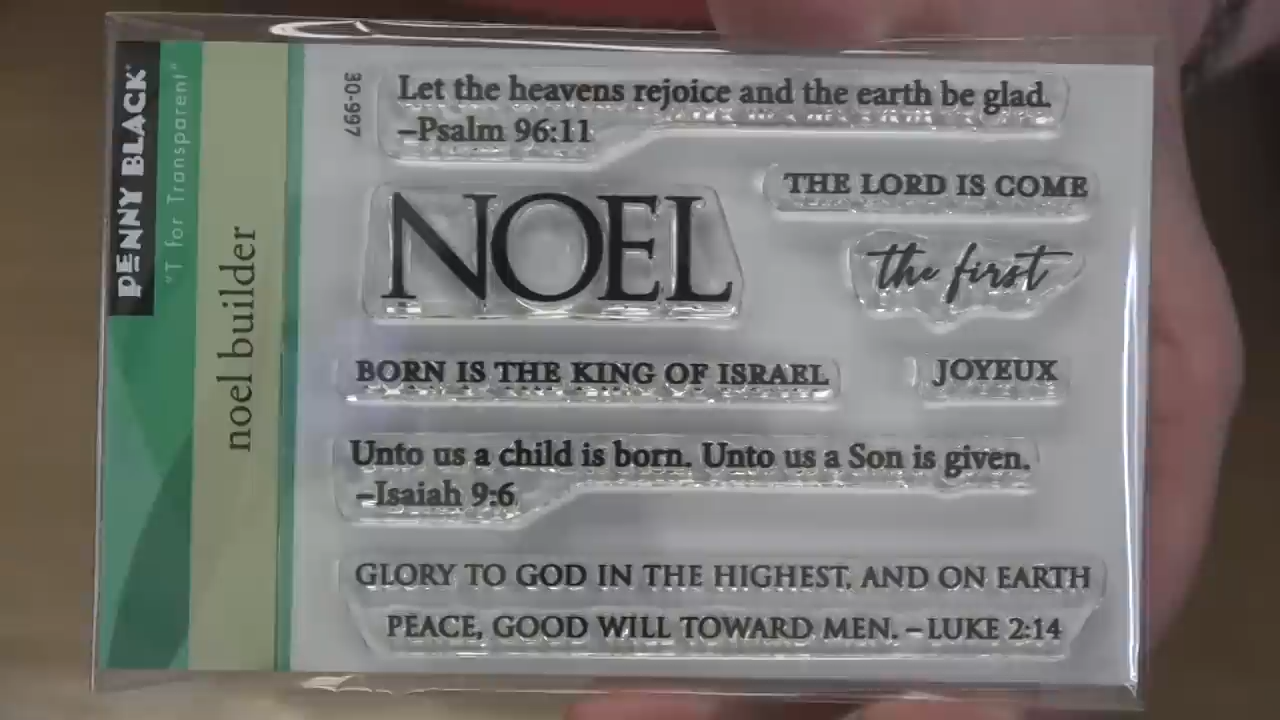 PENNY BLACK
"T for Transparent"
noel builder
30-997
Let the heavens rejoice and the earth be glad.
–Psalm 96:11
THE LORD IS COME
NOEL
the first
BORN IS THE KING OF ISRAEL
JOYEUX
Unto us a child is born. Unto us a Son is given.
–Isaiah 9:6
GLORY TO GOD IN THE HIGHEST, AND ON EARTH
PEACE, GOOD WILL TOWARD MEN. –LUKE 2:14